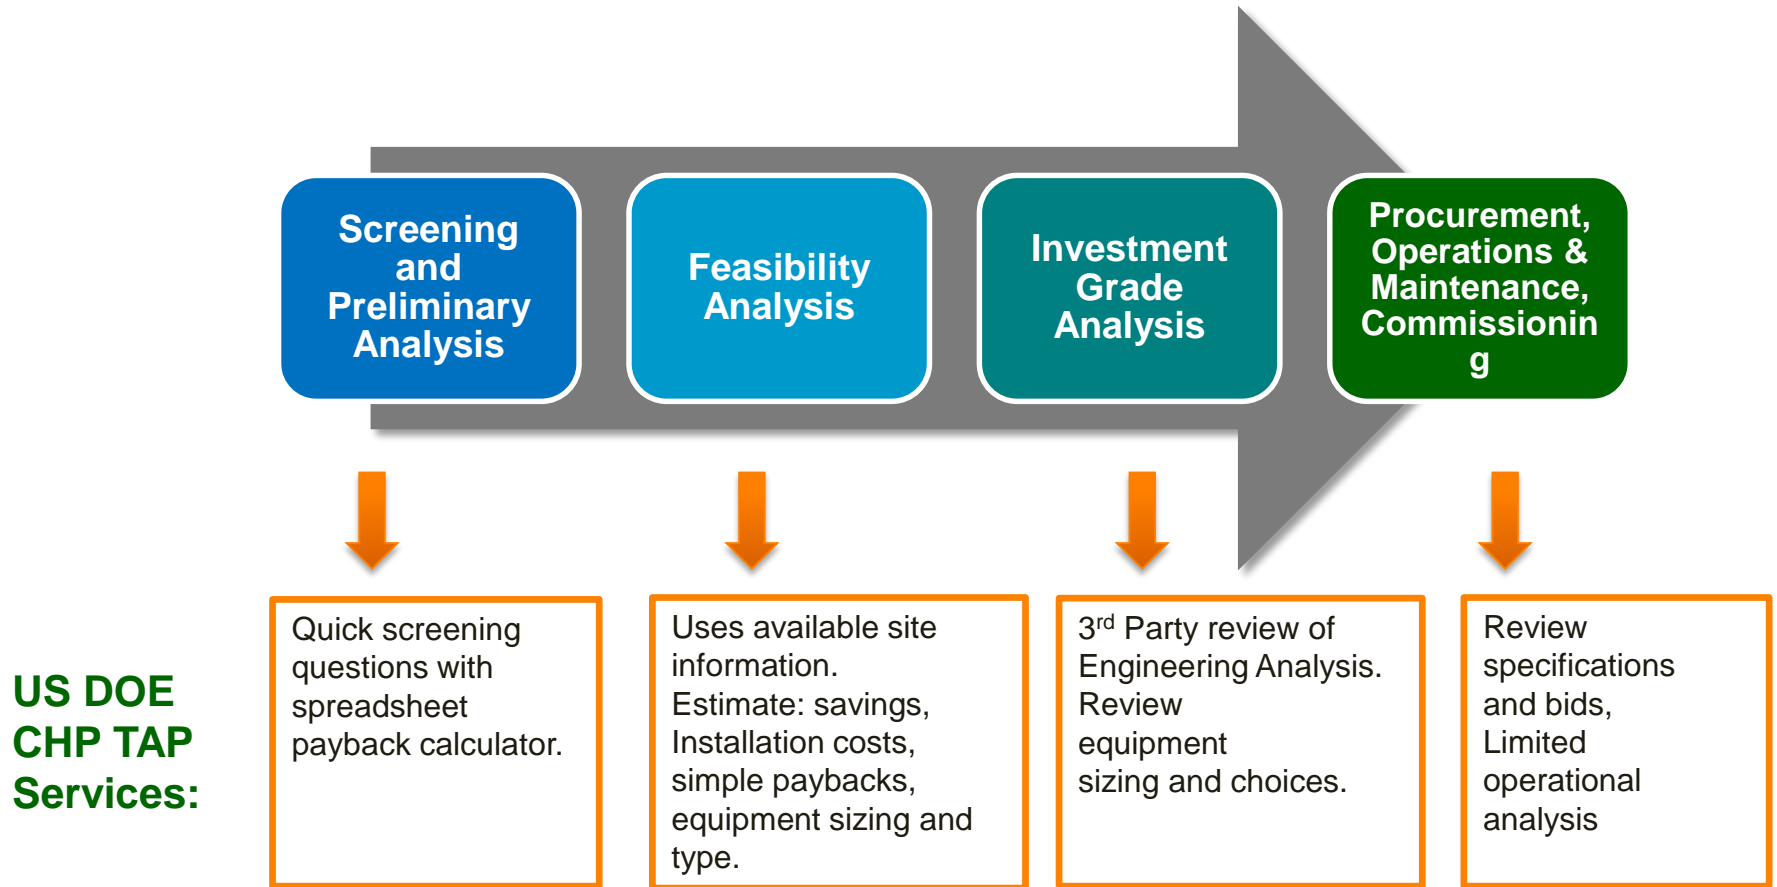 Screening
and
Preliminary
Analysis
Feasibility
Analysis
Investment
Grade
Analysis
Procurement,
Operations &
Maintenance,
Commissionin
g
US DOE
CHP TAP
Services:
Quick screening
questions with
spreadsheet
payback calculator.
Uses available site
information.
Estimate: savings,
Installation costs,
simple paybacks,
equipment sizing and
type.
3rd Party review of
Engineering Analysis.
Review
equipment
sizing and choices.
Review
specifications
and bids,
Limited
operational
analysis